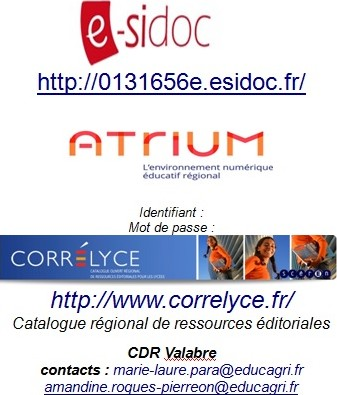 e-sidoc
http://0131656e.esidoc.fr/
ATRIUM
L'environnement numérique
éducatif régional
Identifiant :
Mot de passe :
CORRÉLYCE
CATALOGUE OUVERT RÉGIONAL
DE RESSOURCES ÉDITORIALES POUR LES LYCÉES
scérén
http://www.correlyce.fr/
Catalogue régional de ressources éditoriales
CDR Valabre
contacts : marie-laure.para@educagri.fr
amandine.roques-pierreon@educagri.fr